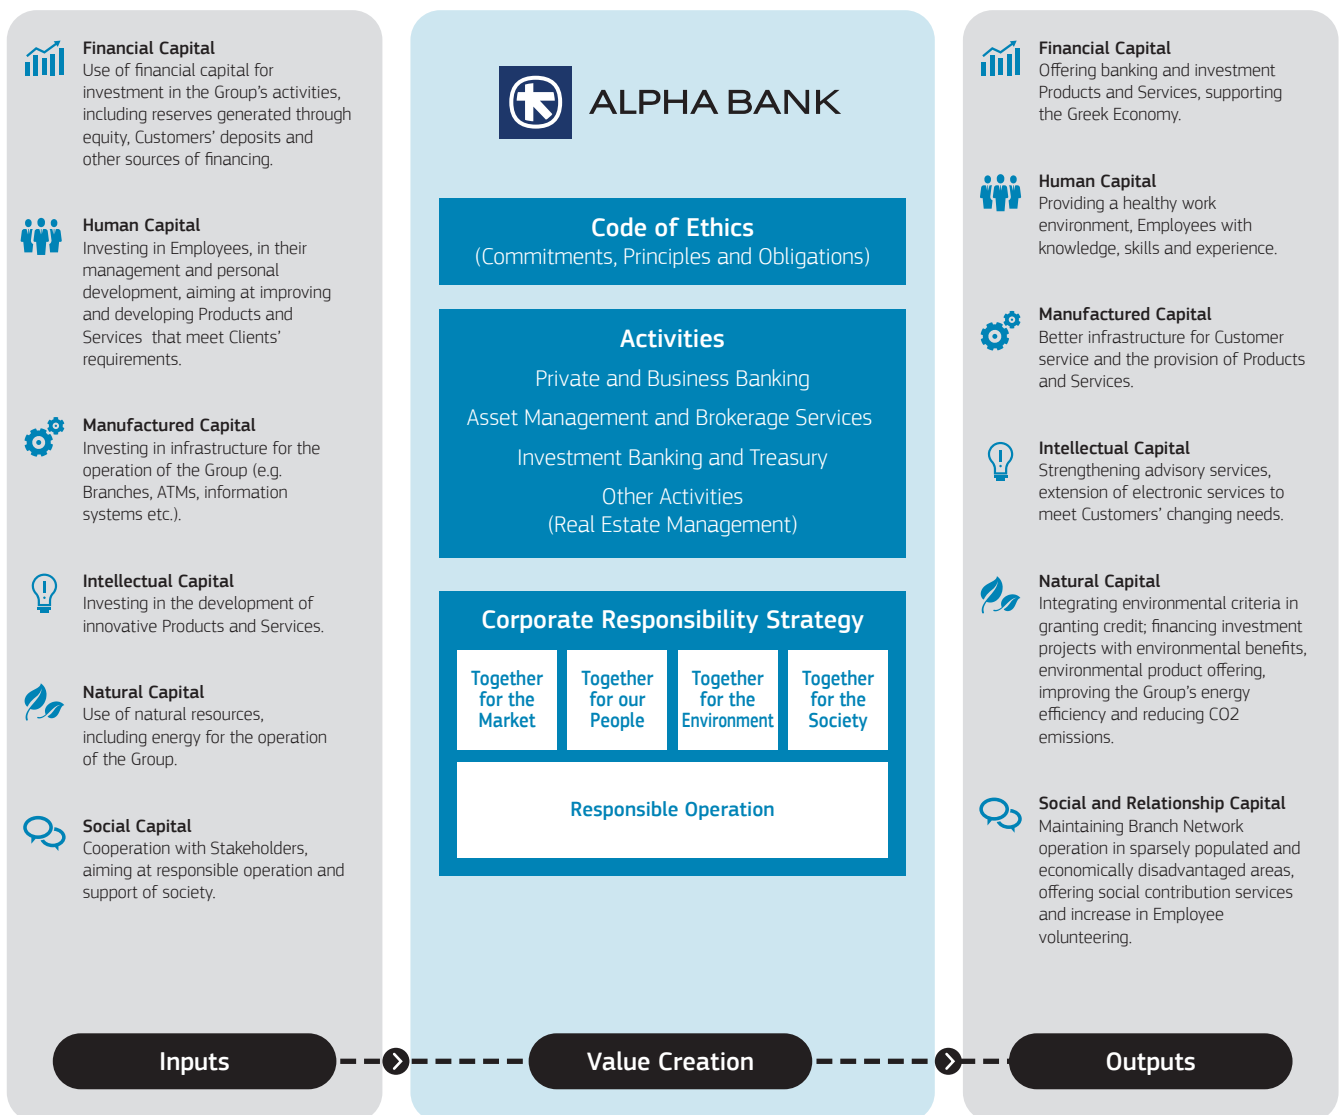 Financial Capital
Use of financial capital for
investment in the Group's activities,
including reserves generated through
equity, Customers' deposits and
other sources of financing.
Human Capital
Investing in Employees, in their
management and personal
development, aiming at improving
and developing Products and
Services that meet Clients'
requirements.
Manufactured Capital
Investing in infrastructure for the
operation of the Group (e.g.
Branches, ATMs, information
systems etc.).
Intellectual Capital
Investing in the development of
innovative Products and Services.
Natural Capital
Use of natural resources,
including energy for the operation
of the Group.
Social Capital
Cooperation with Stakeholders,
aiming at responsible operation and
support of society.
Inputs
ALPHA BANK
Code of Ethics
(Commitments, Principles and Obligations)
Activities
Private and Business Banking
Asset Management and Brokerage Services
Investment Banking and Treasury
Other Activities
(Real Estate Management)
Corporate Responsibility Strategy
Together
for the
Market
Together
for our
People
Together
for the
Environment
Together
for the
Society
Responsible Operation
Value Creation
Financial Capital
Offering banking and investment
Products and Services, supporting
the Greek Economy.
Human Capital
Providing a healthy work
environment, Employees with
knowledge, skills and experience.
Manufactured Capital
Better infrastructure for Customer
service and the provision of Products
and Services.
Intellectual Capital
Strengthening advisory services,
extension of electronic services to
meet Customers' changing needs.
Natural Capital
Integrating environmental criteria in
granting credit; financing investment
projects with environmental benefits,
environmental product offering,
improving the Group's energy
efficiency and reducing CO2
emissions.
Social and Relationship Capital
Maintaining Branch Network
operation in sparsely populated and
economically disadvantaged areas,
offering social contribution services
and increase in Employee
volunteering.
Outputs